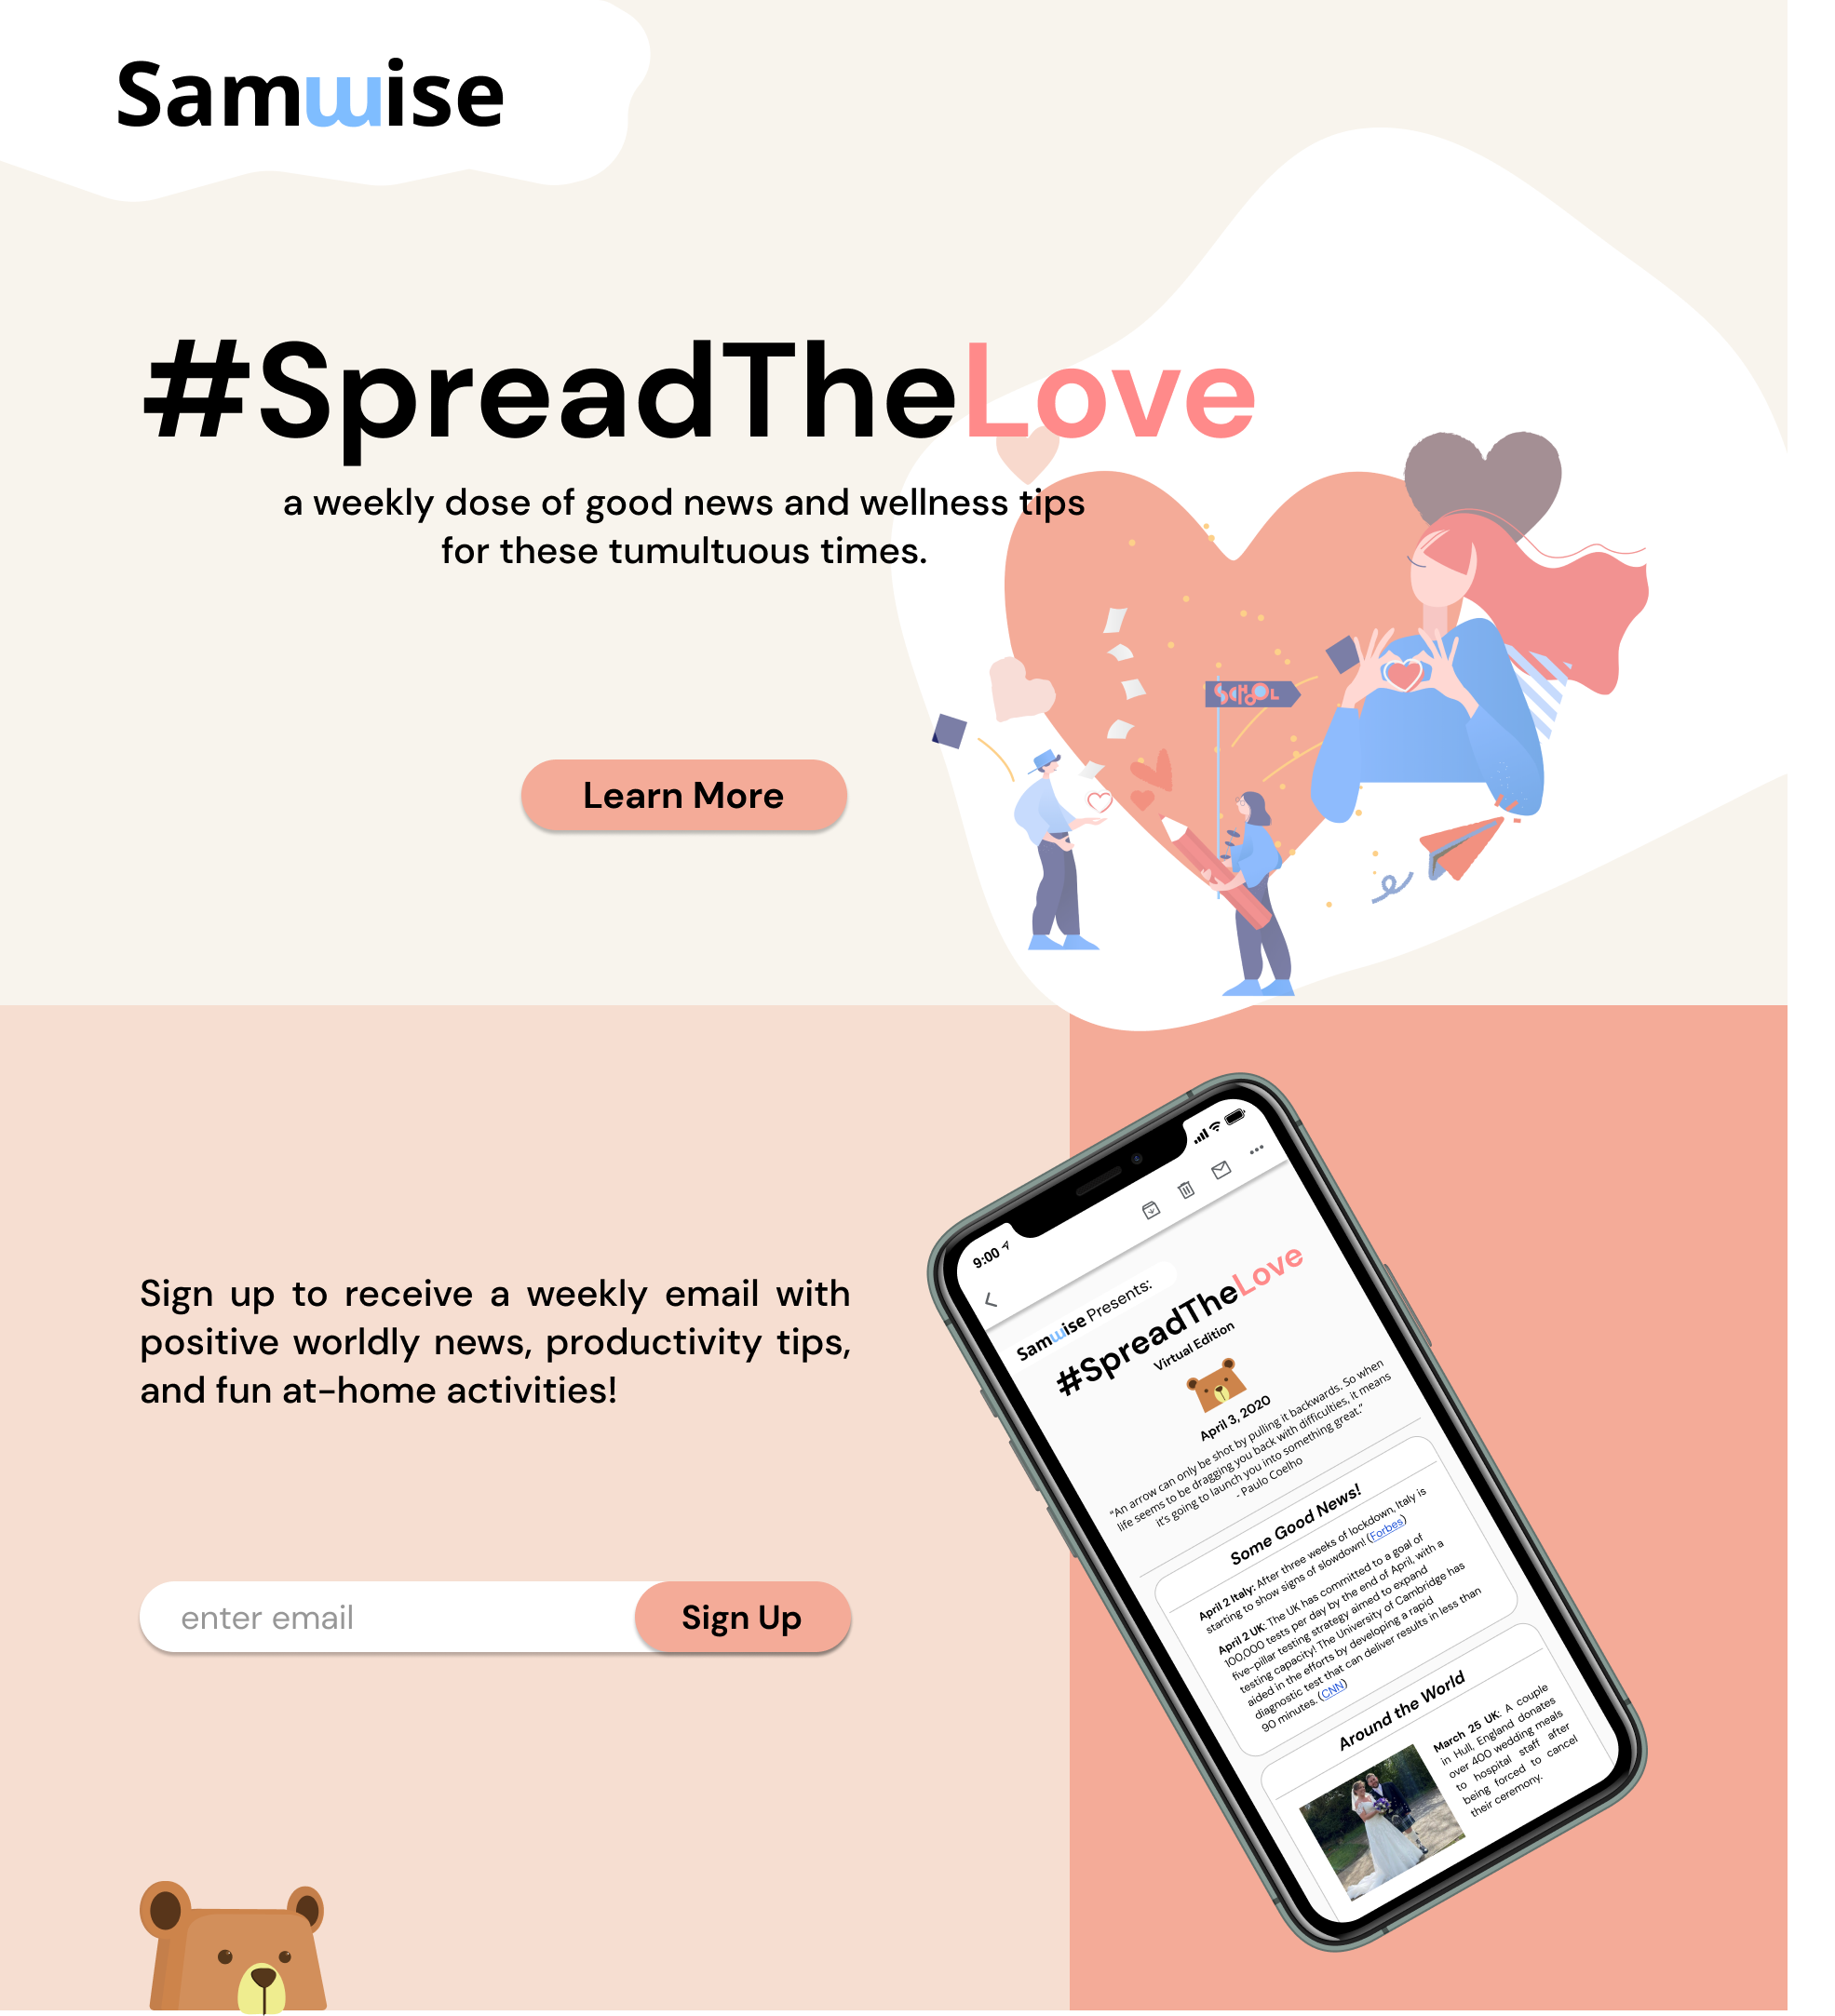 Samwise
#SpreadTheLove
a weekly dose of good news and wellness tips
for these tumultuous times.
SCHOOL
Learn More
Sign up to receive a weekly email with
positive worldly news, productivity tips,
and fun at-home activities!
enter email
Sign Up
9:00
Samwise Presents:
#SpreadTheLove
Virtual Edition
April 3, 2020
"An arrow can only be shot by pulling it backwards. So when
life seems to be dragging you back with difficulties, it means
it's going to launch you into something great."
- Paulo Coelho
Some Good News!
April 2 Italy: After three weeks of lockdown, Italy is
starting to show signs of slowdown! (Forbes)
April 2 UK: The UK has committed to a goal of
100,000 tests per day by the end of April, with a
five-pillar testing strategy aimed to expand
testing capacity! The University of Cambridge has
aided in the efforts by developing a rapid
diagnostic test that can deliver results in less than
90 minutes. (CNN)
Around the World
March 25 UK: A couple
in Hull, England donates
over 400 wedding meals
to hospital staff after
being forced to cancel
their ceremony.